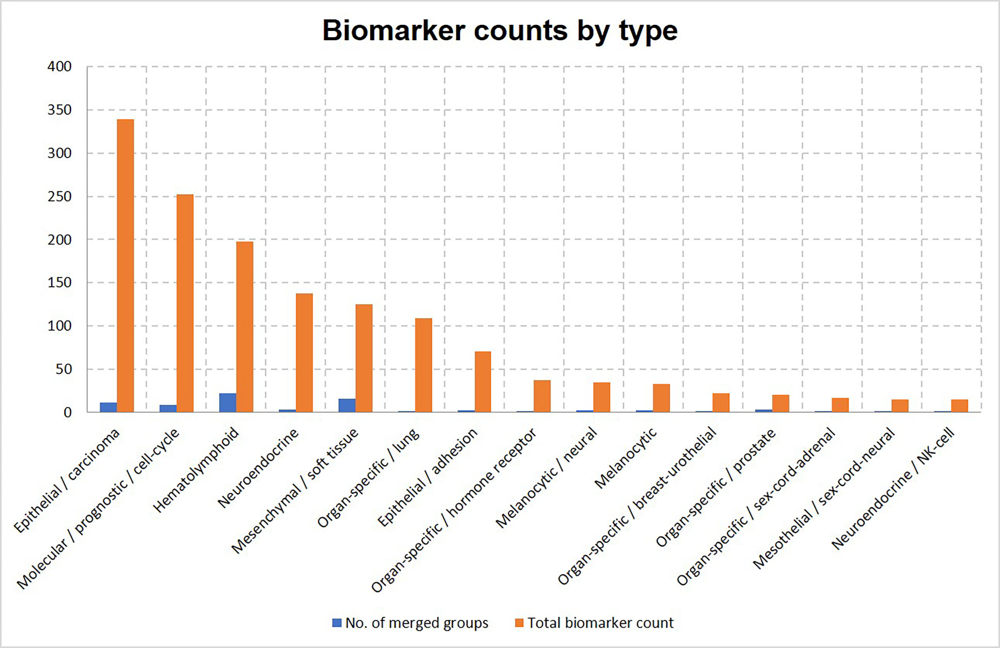 Biomarker counts by type
400
350
300
250
200
150
100
50
0
Epithelial / carcinoma
Molecular / prognostic / cell-cycle
Hematolymphoid
Neuroendocrine
Mesenchymal / soft tissue
Organ-specific / lung
Epithelial / adhesion
Organ-specific / hormone receptor
Melanocytic / neural
Melanocytic
Organ-specific / breast-urothelial
Organ-specific / prostate
Organ-specific / sex-cord-adrenal
Mesothelial / sex-cord-neural
Neuroendocrine / NK-cell
No. of merged groups
Total biomarker count